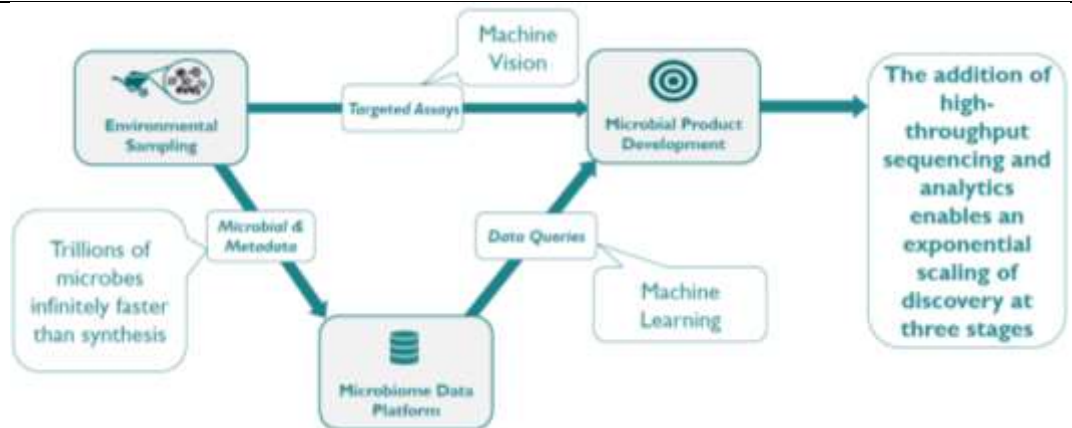 Machine
Vision
Environmental
Sampling
Targeted Assays
Microbial Product
Development
The addition of
high-
throughput
sequencing and
analytics
enables an
exponential
scaling of
discovery at
three stages
Trillions of
microbes
infinitely faster
than synthesis
Microbial &
Metadata
Data Queries
Machine
Learning
Microbiome Data
Platform